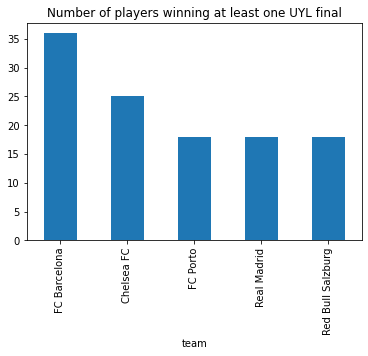 Number of players winning at least one UYL final
35
30
25
20
15
10
5
0
FC Barcelona
Chelsea FC
FC Porto
Real Madrid
Red Bull Salzburg
team